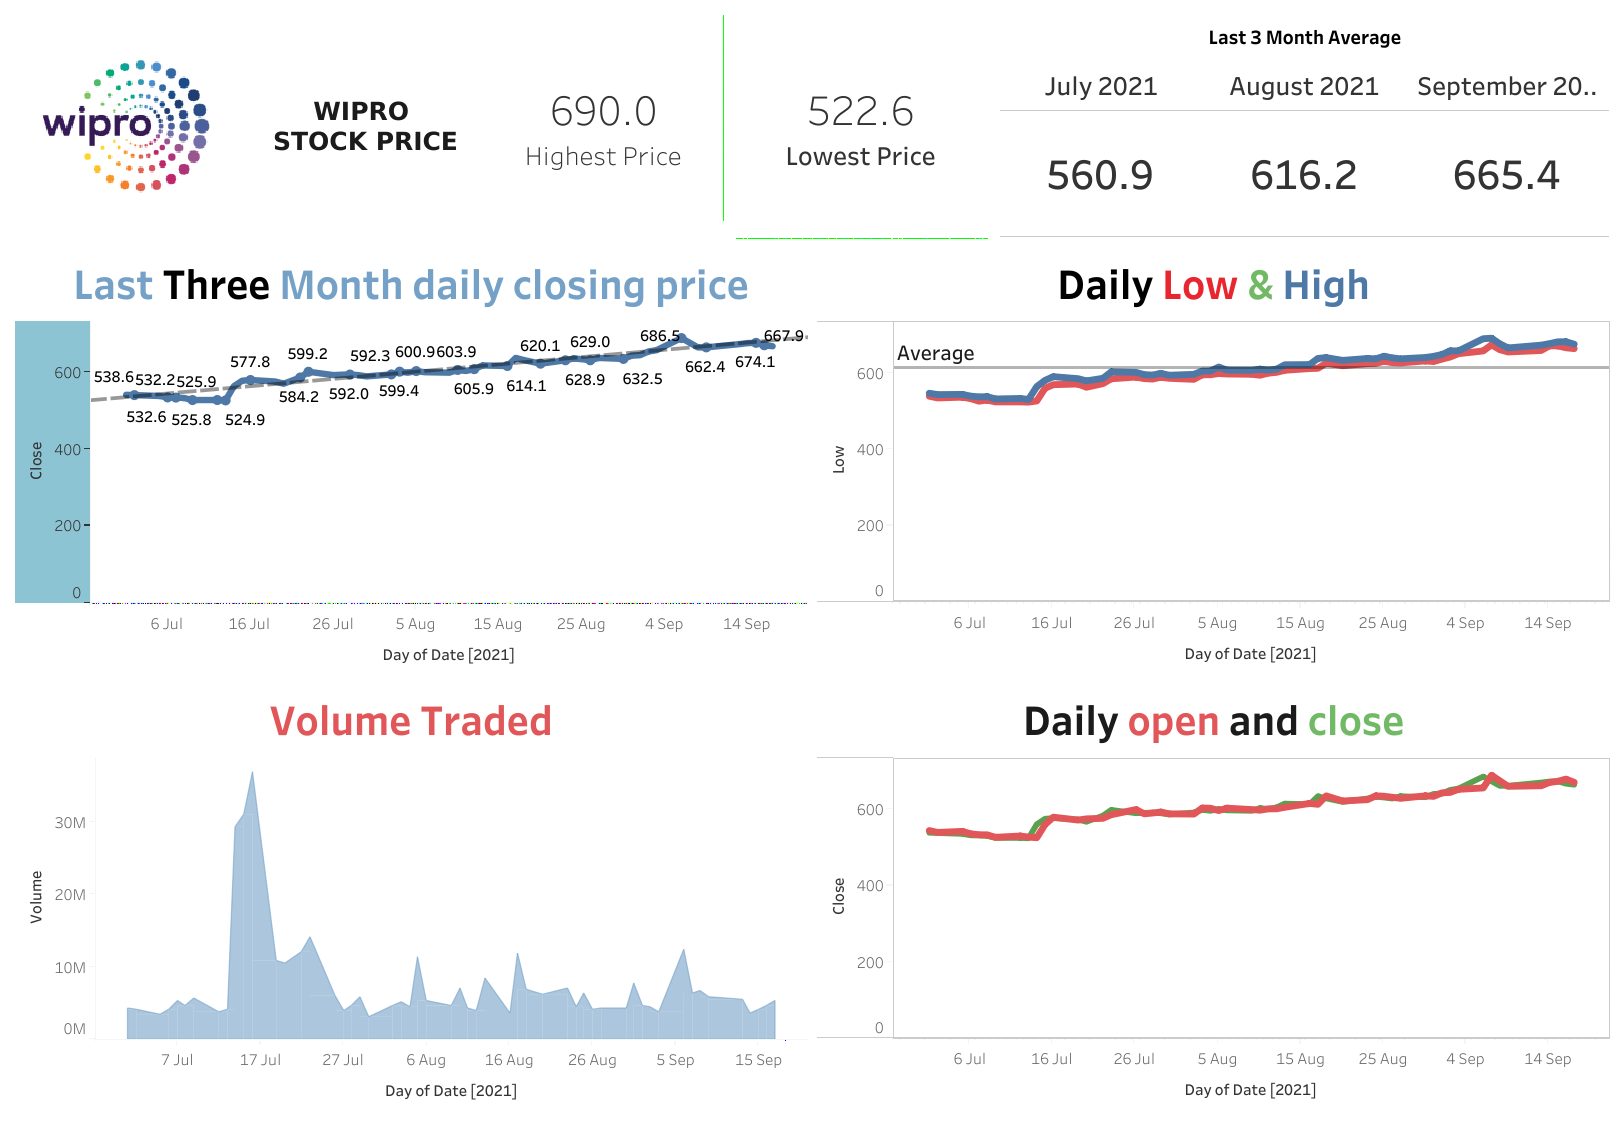 wipro
WIPRO
STOCK PRICE
690.0
Highest Price
522.6
Lowest Price
Last 3 Month Average
July 2021 August 2021 September 20..
560.9 616.2 665.4
Last Three Month daily closing price
Close
600
400
200
0
538.6 532.2 525.9 577.8 599.2 592.3 600.9 603.9 620.1 629.0 686.5 667.9
532.6 525.8 524.9 584.2 592.0 599.4 605.9 614.1 628.9 632.5 662.4 674.1
6 Jul 16 Jul 26 Jul 5 Aug 15 Aug 25 Aug 4 Sep 14 Sep
Day of Date [2021]
Daily Low & High
Average
Low
600
400
200
0
6 Jul 16 Jul 26 Jul 5 Aug 15 Aug 25 Aug 4 Sep 14 Sep
Day of Date [2021]
Volume Traded
Volume
30M
20M
10M
0M
7 Jul 17 Jul 27 Jul 6 Aug 16 Aug 26 Aug 5 Sep 15 Sep
Day of Date [2021]
Daily open and close
Close
600
400
200
0
6 Jul 16 Jul 26 Jul 5 Aug 15 Aug 25 Aug 4 Sep 14 Sep
Day of Date [2021]